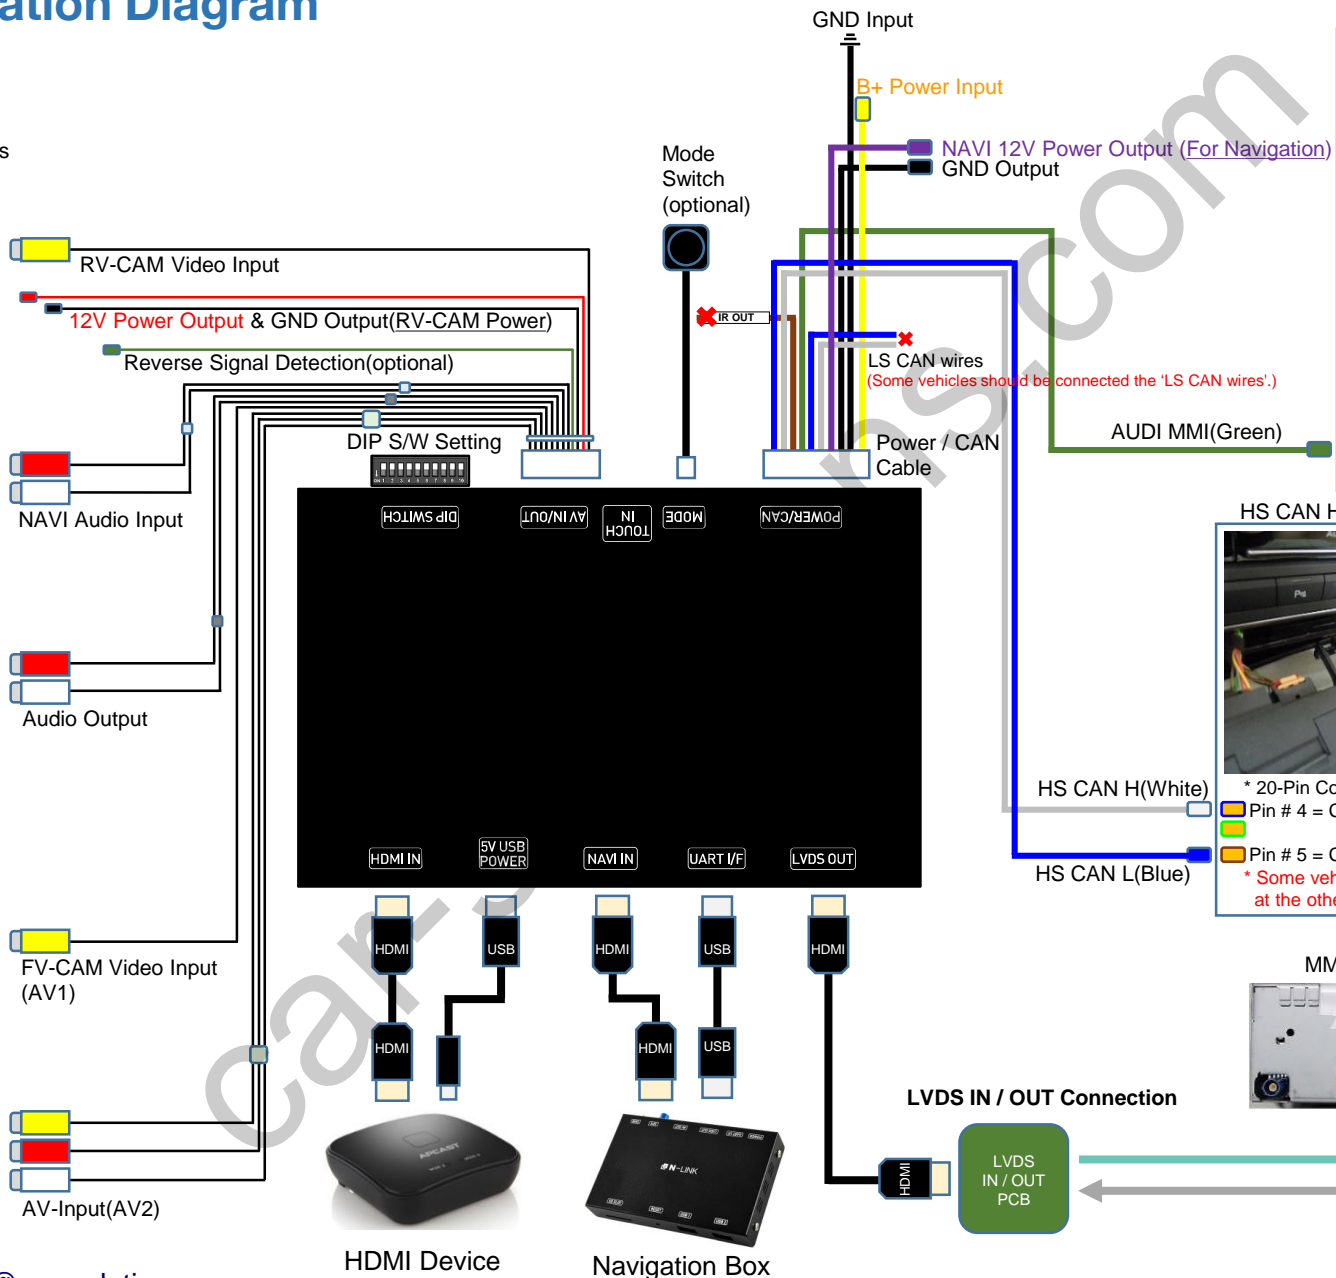 ation Diagram
GND Input
B+ Power Input
s
NAVI 12V Power Output (For Navigation)
GND Output
Mode
Switch
(optional)
RV-CAM Video Input
12V Power Output & GND Output(RV-CAM Power)
IR OUT
Reverse Signal Detection(optional)
LS CAN wires
(Some vehicles should be connected the 'LS CAN wires'.)
AUDI MMI(Green)
DIP S/W Setting
Power / CAN
Cable
NAVI Audio Input
DIP SWITCH
AV IN/OUT
TOUCH
IN
MODE
POWER/CAN
HS CAN H
Audio Output
HS CAN H(White)
* 20-Pin Co
Pin # 4 = C
HS CAN L(Blue)
Pin # 5 = C
* Some veh
at the othe
HDMI IN
5V USB
POWER
NAVI IN
UART I/F
LVDS OUT
HDMI
USB
HDMI
USB
HDMI
FV-CAM Video Input
(AV1)
MM
HDMI
HDMI
USB
LVDS IN / OUT Connection
APCAST
N-LINK
HDMI
LVDS
IN / OUT
PCB
AV-Input(AV2)
HDMI Device
Navigation Box